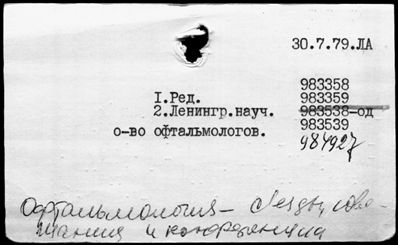 30.7.79.ЛА
983358
1.Ред. 983359
2.Ленингр.науч. 983538-од
о-во офтальмологов. 983539
984927
Офтальмология – Съезды, сове-
щания и конференции